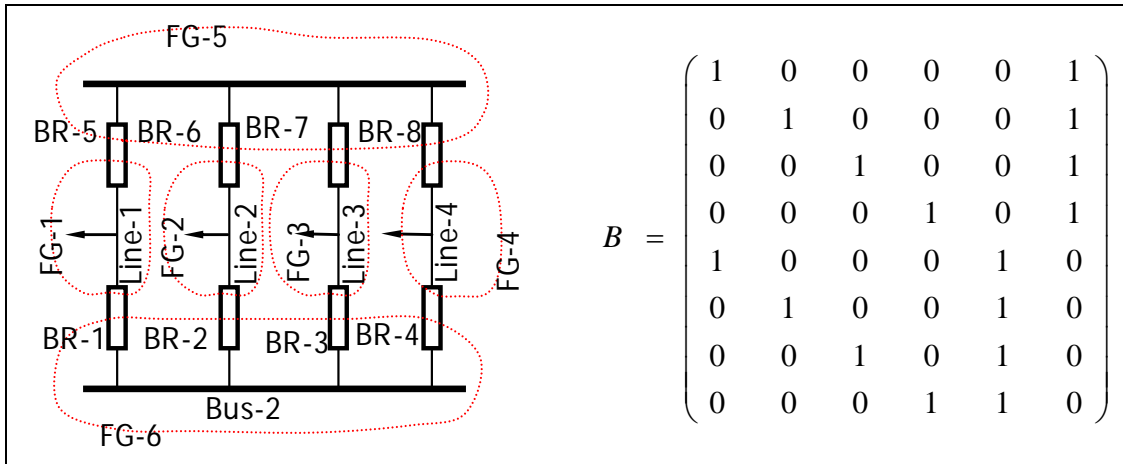 FG-5
BR-5 BR-6 BR-7 BR-8
FG-1 Line-1 FG-2 Line-2 FG-3 Line-3 Line-4 FG-4
BR-1 BR-2 BR-3 BR-4
Bus-2
FG-6
B =
1 0 0 0 0 1
0 1 0 0 0 1
0 0 1 0 0 1
0 0 0 1 0 1
1 0 0 0 1 0
0 1 0 0 1 0
0 0 1 0 1 0
0 0 0 1 1 0